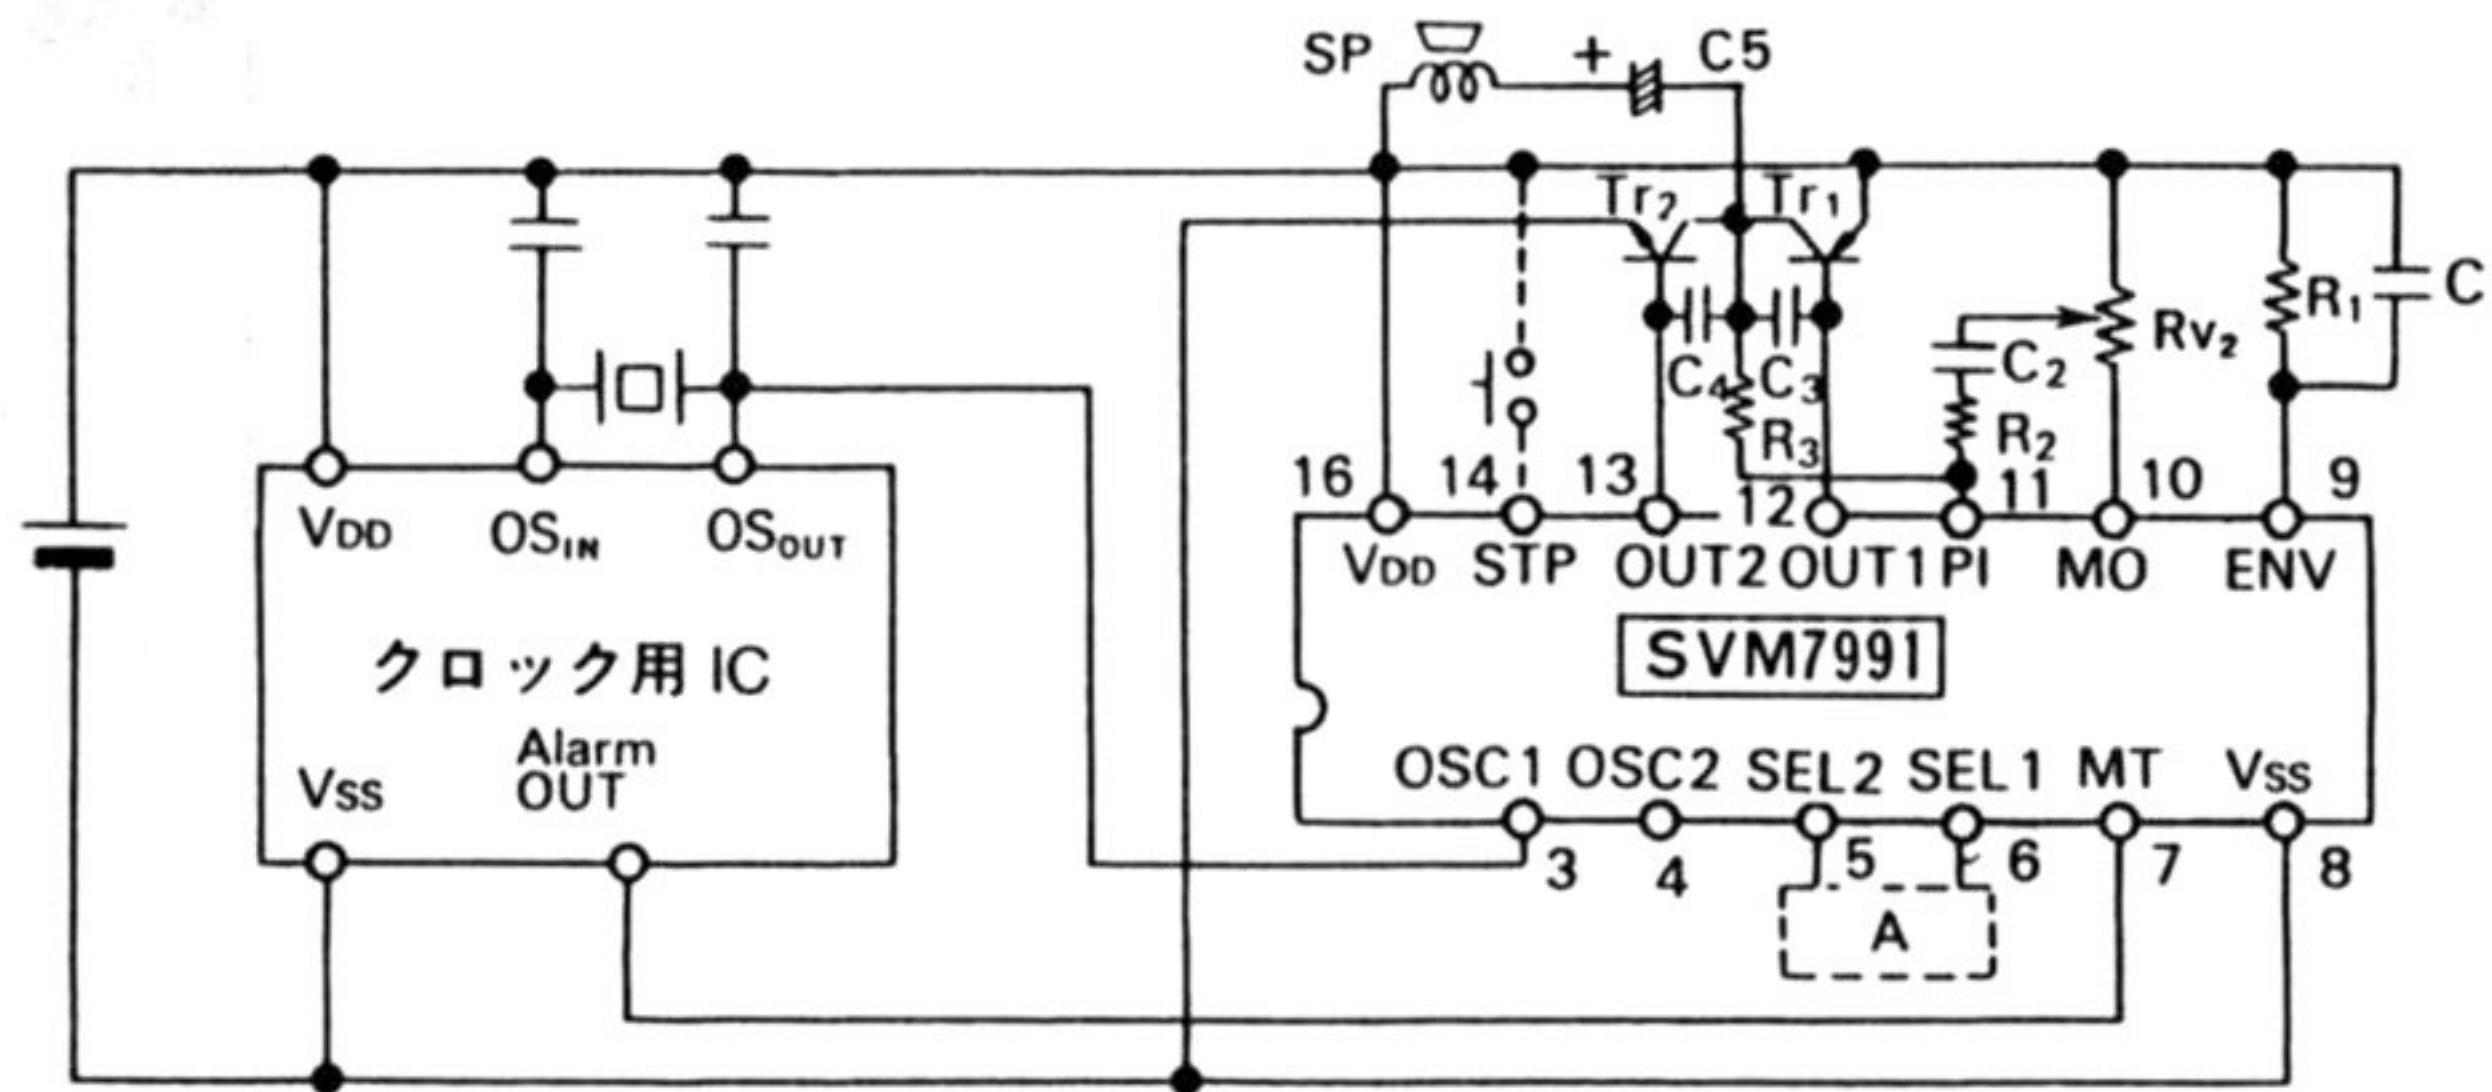 SP + C5
Tr2 Tr1
R1 C
RV2
C2
C4 C3
R3 R2
16 14 13 12 11 10 9
VDD OSIN OSOUT
VDD STP OUT2 OUT1 PI MO ENV
クロック用 IC
SVM7991
Alarm
VSS OUT
OSC1 OSC2 SEL2 SEL1 MT VSS
3 4 5 6 7 8
A